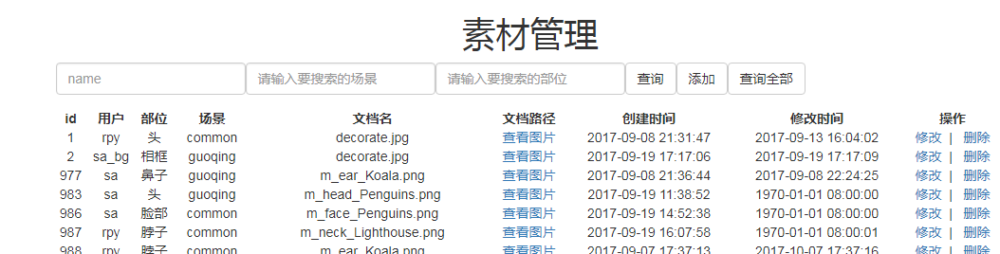 素材管理
name 请输入要搜索的场景 请输入要搜索的部位 查询 添加 查询全部
id 用户 部位 场景 文档名 文档路径 创建时间 修改时间 操作
1 rpy 头 common decorate.jpg 查看图片 2017-09-08 21:31:47 2017-09-13 16:04:02 修改 | 删除
2 sa_bg 相框 guoqing decorate.jpg 查看图片 2017-09-19 17:17:06 2017-09-19 17:17:09 修改 | 删除
977 sa 鼻子 guoqing m_ear_Koala.png 查看图片 2017-09-08 21:36:44 2017-09-08 22:24:25 修改 | 删除
983 sa 头 guoqing m_head_Penguins.png 查看图片 2017-09-19 11:38:52 1970-01-01 08:00:00 修改 | 删除
986 sa 脸部 common m_face_Penguins.png 查看图片 2017-09-19 14:52:38 1970-01-01 08:00:00 修改 | 删除
987 rpy 脖子 common m_neck_Lighthouse.png 查看图片 2017-09-19 16:07:58 1970-01-01 08:00:01 修改 | 删除
988 rpy 脖子 common m_ear_Koala.png 查看图片 2017-09-07 17:37:13 2017-10-07 17:37:16 修改 | 删除